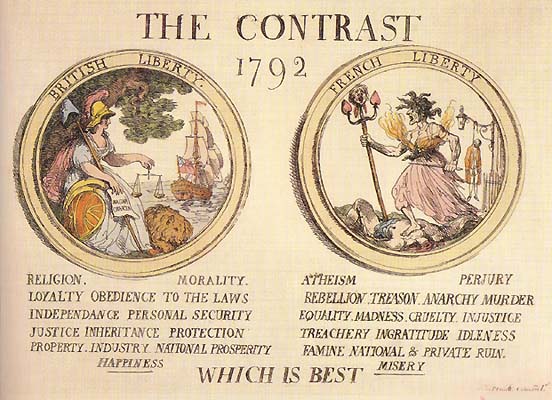 THE CONTRAST
1792
BRITISH LIBERTY.
FRENCH LIBERTY
MAGNA CHARTA
RELIGION. MORALITY.
LOYALTY OBEDIENCE TO THE LAWS
INDEPENDANCE PERSONAL SECURITY
JUSTICE INHERITANCE PROTECTION
PROPERTY. INDUSTRY. NATIONAL PROSPERITY
HAPPINESS
ATHEISM PERJURY
REBELLION. TREASON. ANARCHY MURDER
EQUALITY. MADNESS. CRUELTY. INJUSTICE
TREACHERY INGRATITUDE IDLENESS
FAMINE NATIONAL & PRIVATE RUIN.
MISERY
WHICH IS BEST